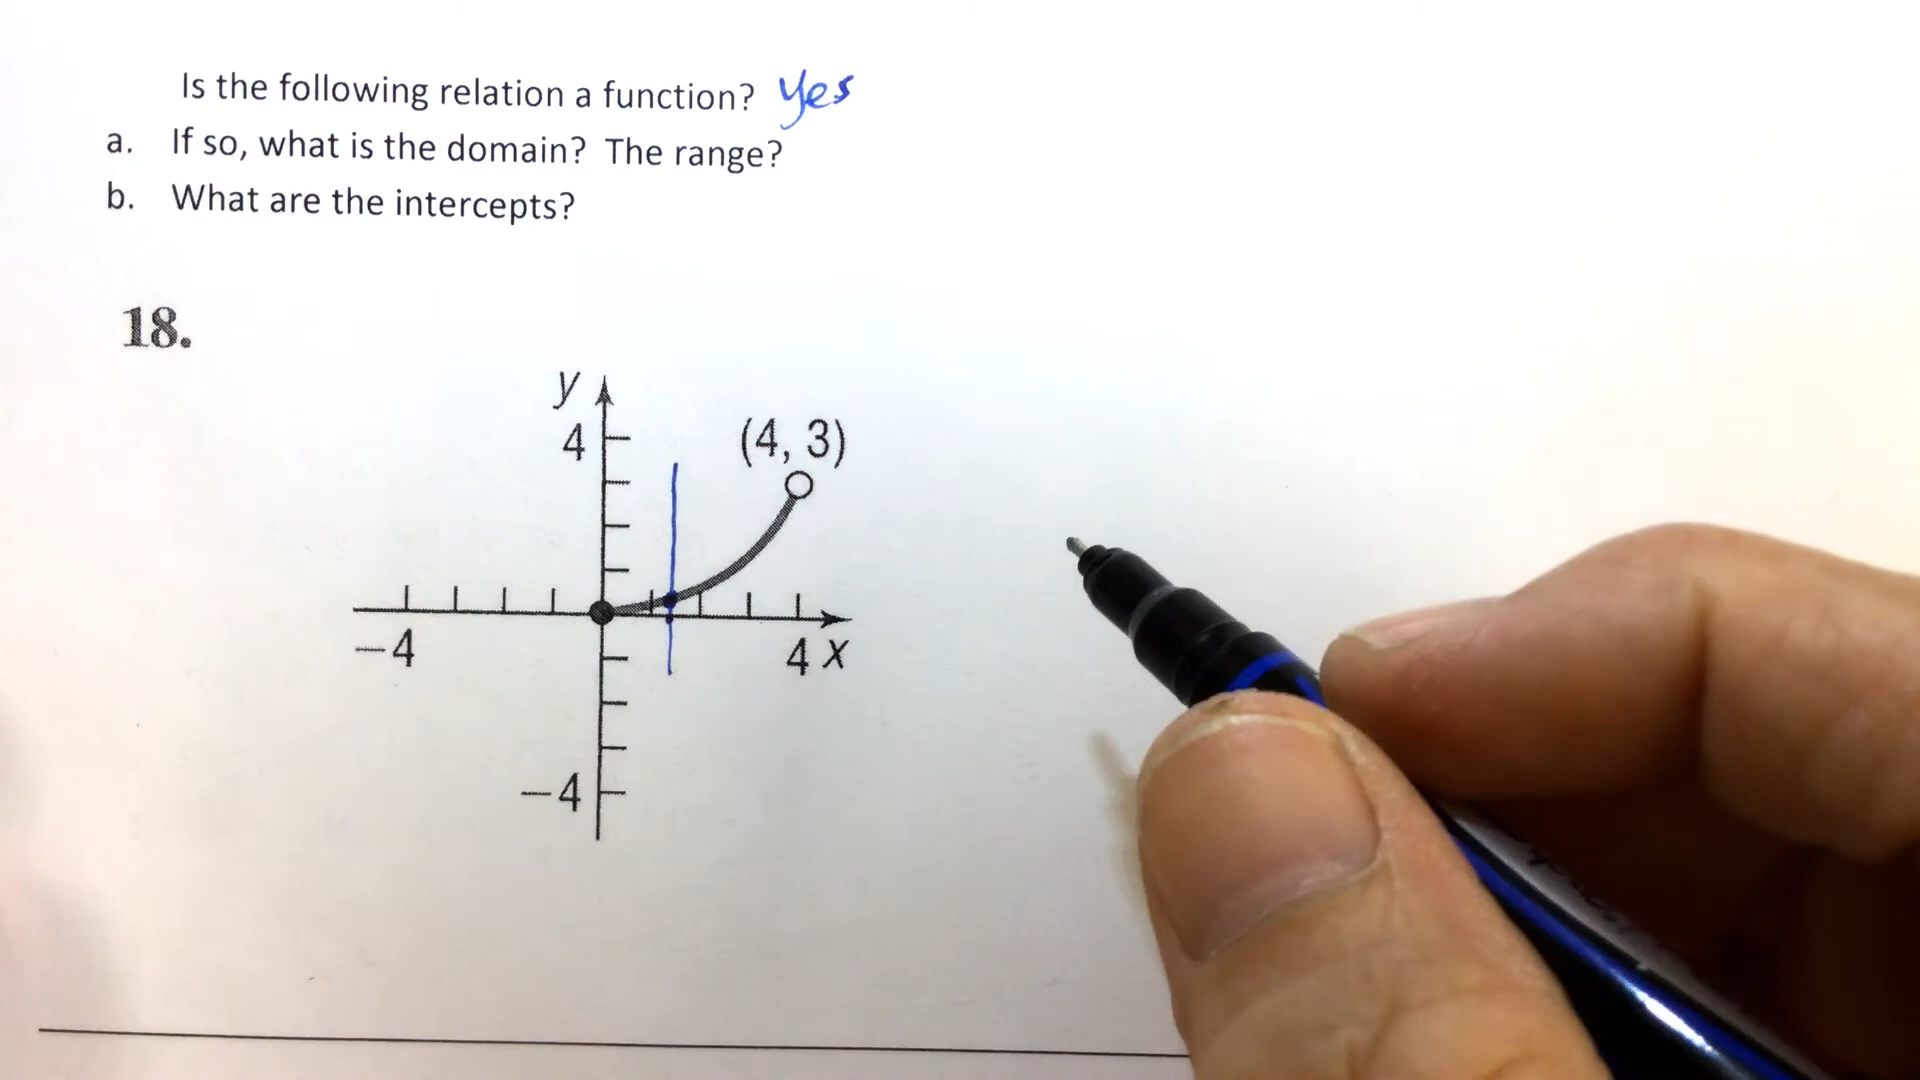 Is the following relation a function? Yes
a. If so, what is the domain? The range?
b. What are the intercepts?
18.
y
4
(4, 3)
−4
4 x
−4